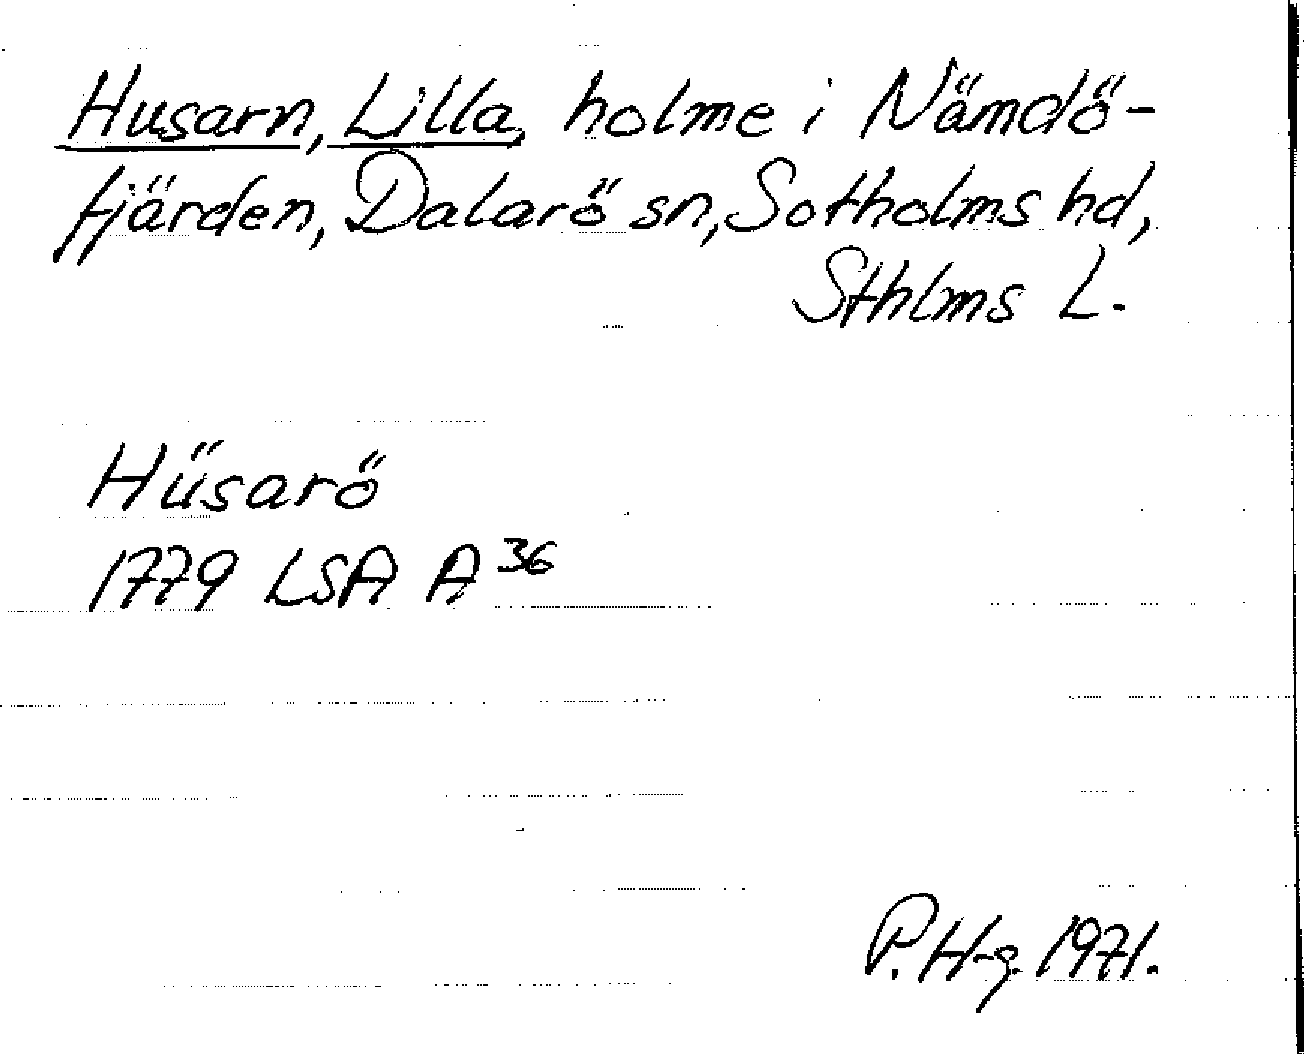 Husarn, Lilla, holme i Nämdö-
fjärden, Dalarö sn, Sotholms hd,
Sthlms L.
Hüsarö
1779 LSA A 36
P. H-g. 1971.